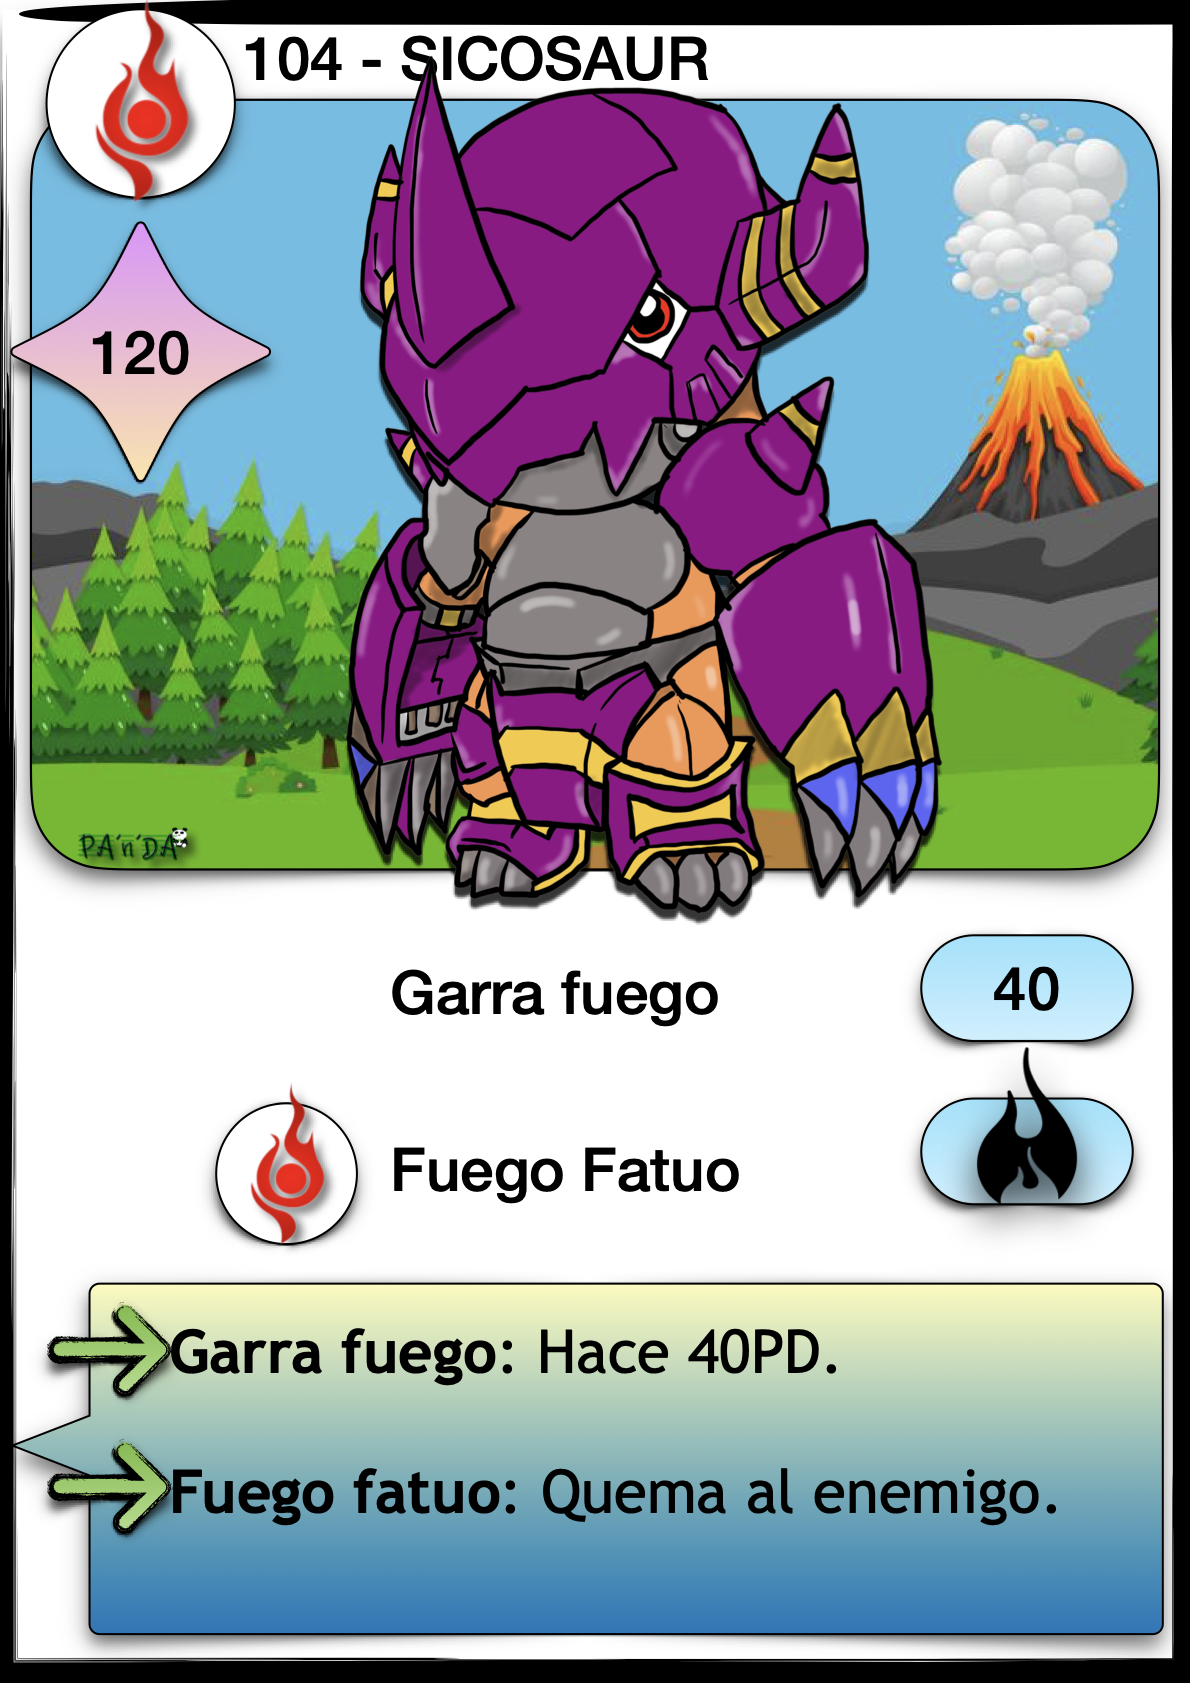 104 - SICOSAUR
120
PA'n'DA
Garra fuego
40
Fuego Fatuo
Garra fuego: Hace 40PD.
Fuego fatuo: Quema al enemigo.